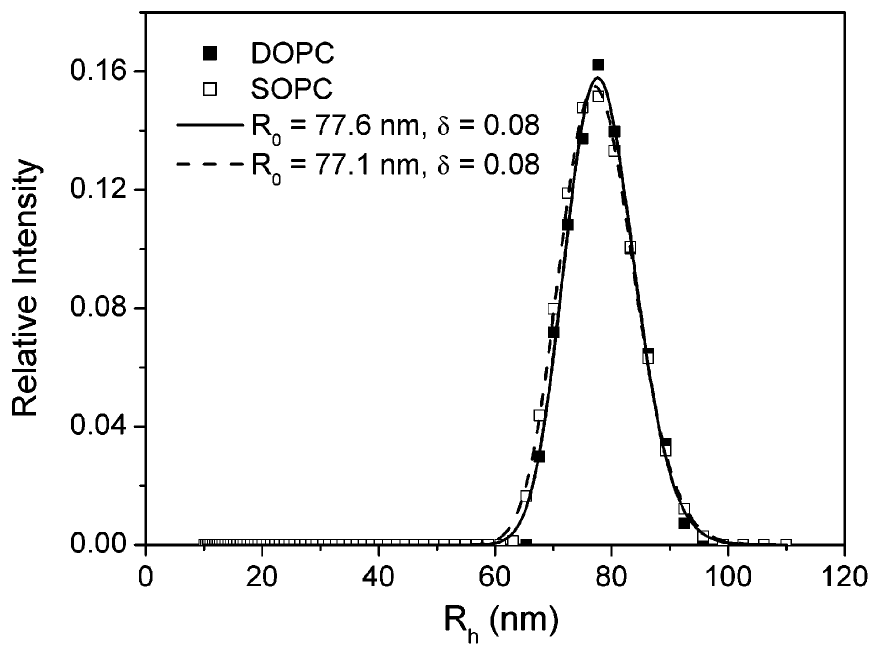 DOPC
SOPC
R₀ = 77.6 nm, δ = 0.08
R₀ = 77.1 nm, δ = 0.08
Relative Intensity
0.16
0.12
0.08
0.04
0.00
0 20 40 60 80 100 120
Rₕ (nm)